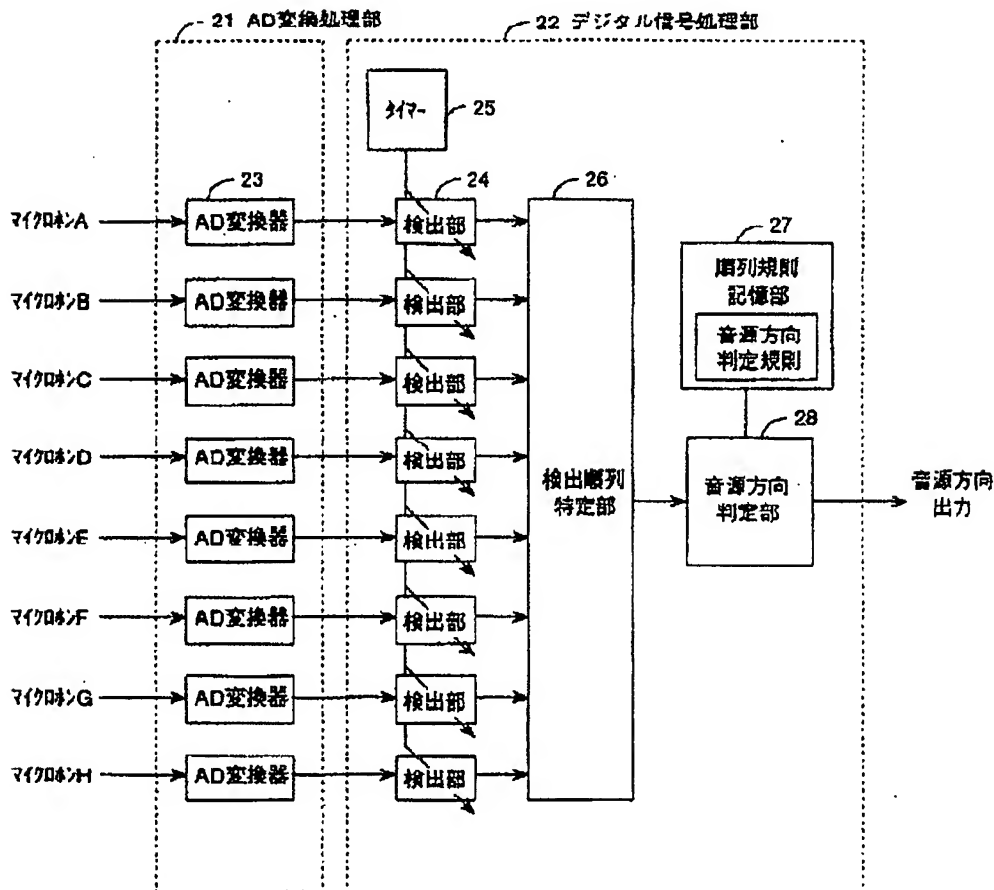 21 AD変換処理部
22 デジタル信号処理部
タイマー
25
23
24
26
マイクロホンA
AD変換器
検出部
27
順列規則
記憶部
音源方向
判定規則
マイクロホンB
AD変換器
検出部
マイクロホンC
AD変換器
検出部
28
マイクロホンD
AD変換器
検出部
検出順列
特定部
音源方向
判定部
音源方向
出力
マイクロホンE
AD変換器
検出部
マイクロホンF
AD変換器
検出部
マイクロホンG
AD変換器
検出部
マイクロホンH
AD変換器
検出部